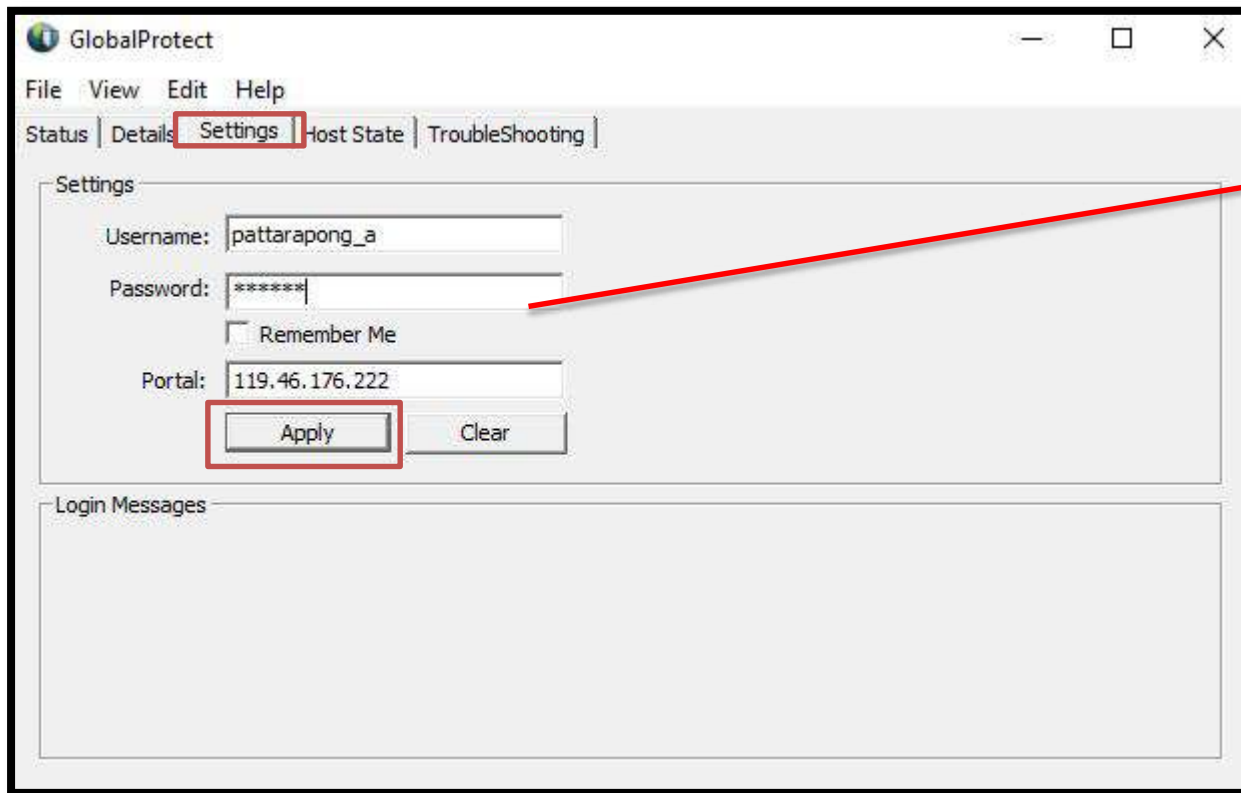 GlobalProtect
File View Edit Help
Status Details Settings Host State TroubleShooting
Settings
Username: pattarapong_a
Password: ******
Remember Me
Portal: 119.46.176.222
Apply Clear
Login Messages